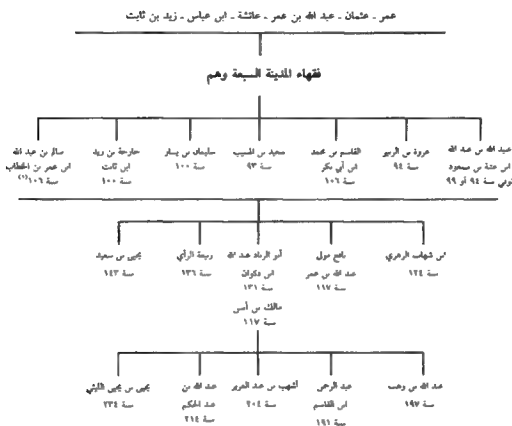 عمر ـ عثمان ـ عبد الله بن عمر ـ عائشة ـ ابن عباس ـ زيد بن ثابت
فقهاء المدينة السبعة وهم
عبيد الله بن عبد الله
ابن عتبة بن مسعود
توفي سنة ٩٤ أو ٩٩
عروة بن الزبير
سنة ٩٤
القاسم بن محمد
ابن أبي بكر
سنة ١٠٦
سعيد بن المسيب
سنة ٩٣
سليمان بن يسار
سنة ١٠٠
خارجة بن زيد
ابن ثابت
سنة ١٠٠
سالم بن عبد الله
ابن عمر بن الخطاب
سنة ١٠٦ (١)
ابن شهاب الزهري
سنة ١٢٤
نافع مولى
عبد الله بن عمر
سنة ١١٧
أبو الزناد عبد الله
ابن ذكوان
سنة ١٣١
ربيعة الرأي
سنة ١٣٦
يحيى بن سعيد
سنة ١٤٣
مالك بن أنس
سنة ١١٧
عبد الله بن وهب
سنة ١٩٧
عبد الرحمن
ابن القاسم
سنة ١٩١
أشهب بن عبد العزيز
سنة ٢٠٤
عبد الله بن
عبد الحكم
سنة ٢١٤
يحيى بن يحيى الليثي
سنة ٢٣٤